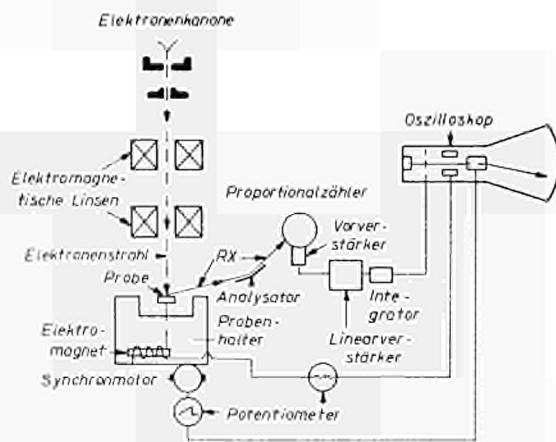 Elektronenkanone
Oszilloskop
Elektromagne-
tische Linsen
Proportionalzähler
Vorver-
stärker
Elektronenstrahl
RX
Probe
Analysator
Inte-
grator
Linearver-
stärker
Proben-
halter
Elektro-
magnet
Synchronmotor
Potentiometer